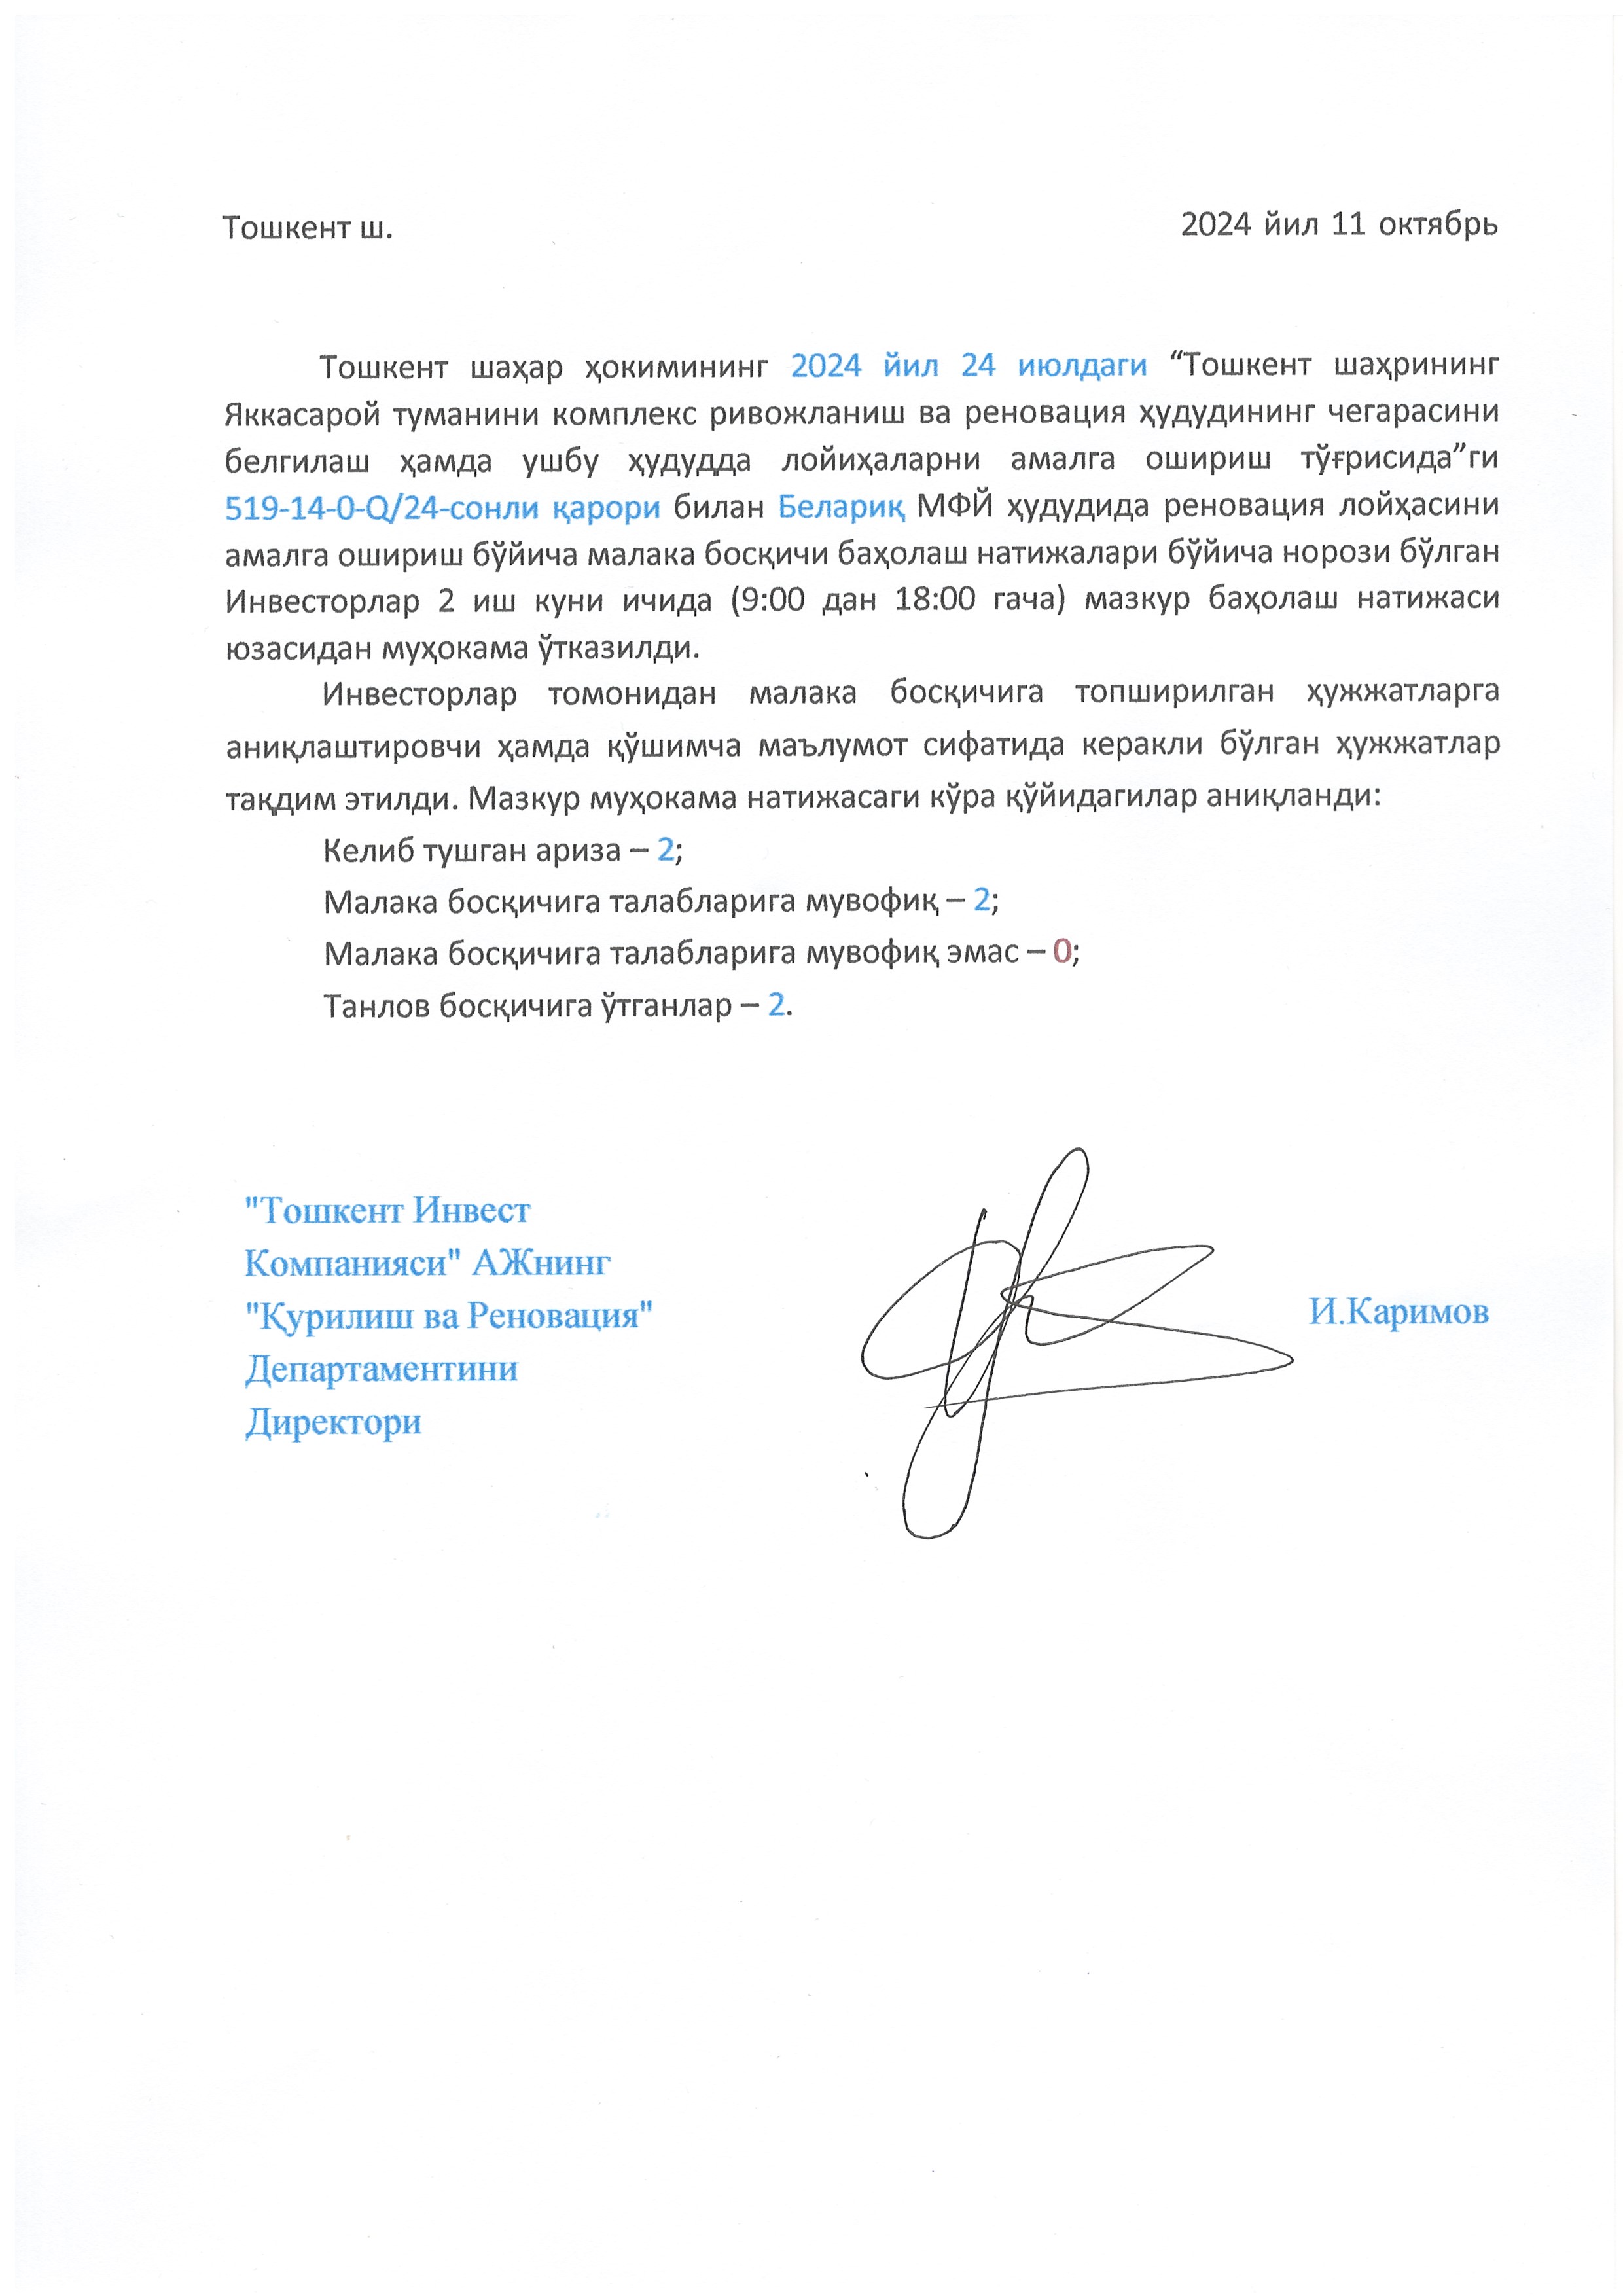 Тошкент ш. 2024 йил 11 октябрь
Тошкент шаҳар ҳокимининг 2024 йил 24 июлдаги “Тошкент шаҳрининг
Яккасарой туманини комплекс ривожланиш ва реновация ҳудудининг чегарасини
белгилаш ҳамда ушбу ҳудудда лойиҳаларни амалга ошириш тўғрисида”ги
519-14-0-Q/24-сонли қарори билан Белариқ МФЙ ҳудудида реновация лойҳасини
амалга ошириш бўйича малака босқичи баҳолаш натижалари бўйича норози бўлган
Инвесторлар 2 иш куни ичида (9:00 дан 18:00 гача) мазкур баҳолаш натижаси
юзасидан муҳокама ўтказилди.
Инвесторлар томонидан малака босқичига топширилган ҳужжатларга
аниқлаштировчи ҳамда қўшимча маълумот сифатида керакли бўлган ҳужжатлар
тақдим этилди. Мазкур муҳокама натижасаги кўра қўйидагилар аниқланди:
Келиб тушган ариза – 2;
Малака босқичига талабларига мувофиқ – 2;
Малака босқичига талабларига мувофиқ эмас – 0;
Танлов босқичига ўтганлар – 2.
"Тошкент Инвест
Компанияси" АЖнинг
"Қурилиш ва Реновация"
Департаментини
Директори
И.Каримов